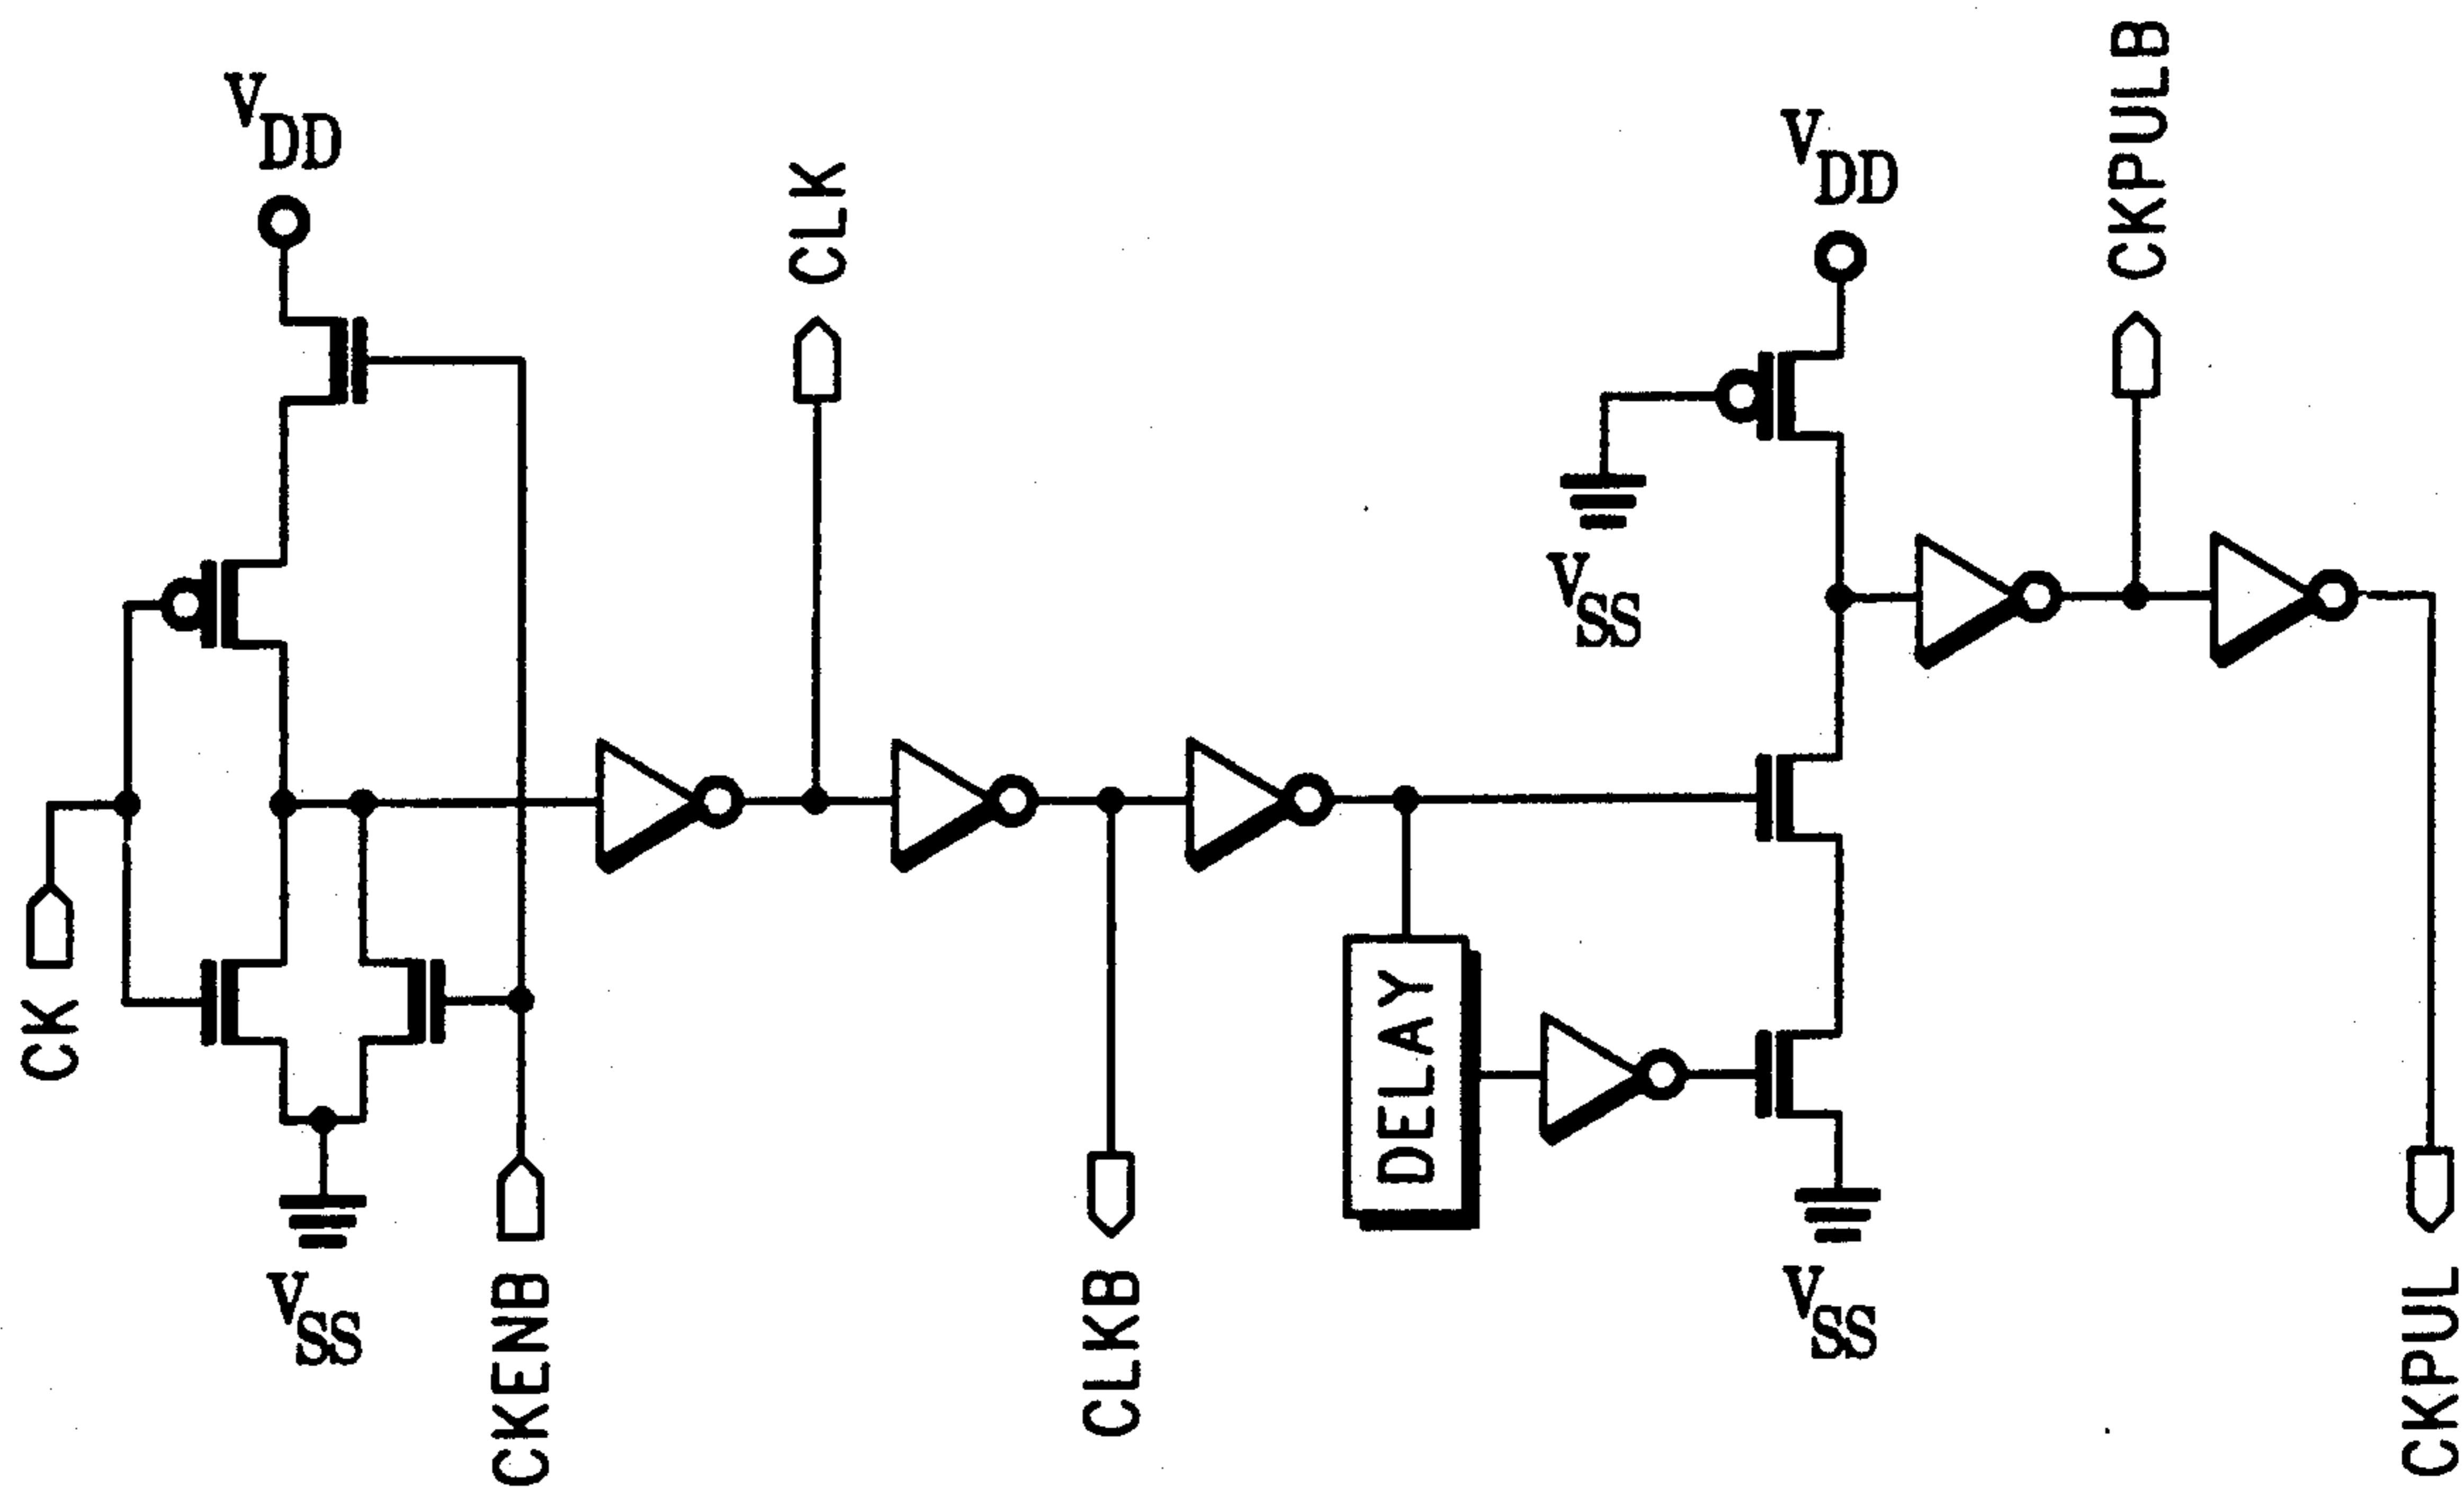 VDD
CLK
VDD
CKPULB
VSS
CK
DELAY
VSS
CKENB
CLKB
VSS
CKPUL